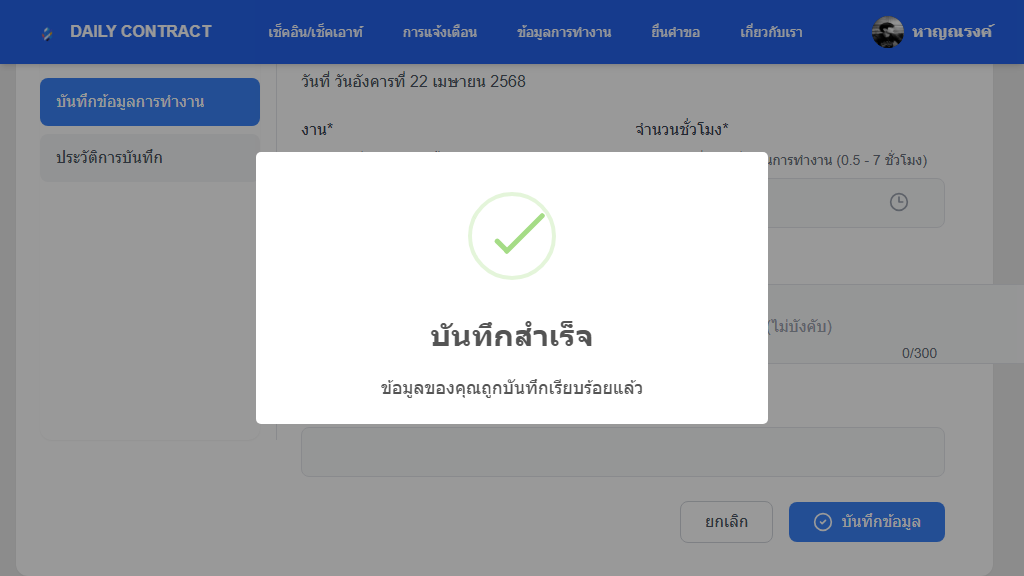 DAILY CONTRACT
เช็คอิน/เช็คเอาท์
การแจ้งเตือน
ข้อมูลการทำงาน
ยื่นคำขอ
เกี่ยวกับเรา
หาญณรงค์
บันทึกข้อมูลการทำงาน
ประวัติการบันทึก
วันที่ วันอังคารที่ 22 เมษายน 2568
งาน*
จำนวนชั่วโมง*
นการทำงาน (0.5 - 7 ชั่วโมง)
บันทึกสำเร็จ
ข้อมูลของคุณถูกบันทึกเรียบร้อยแล้ว
(ไม่บังคับ)
0/300
ยกเลิก
บันทึกข้อมูล